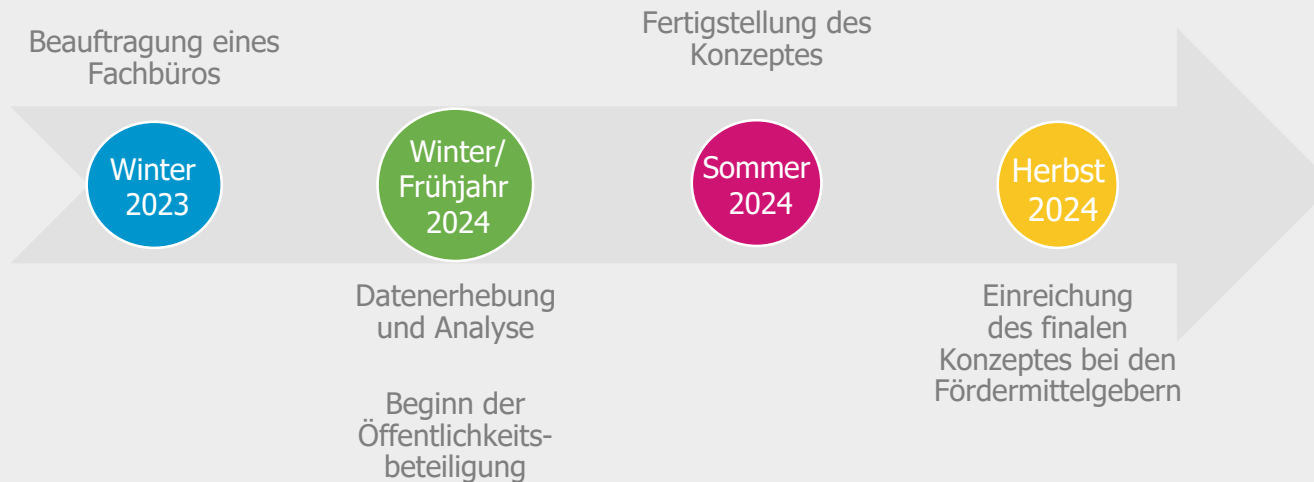 Beauftragung eines
Fachbüros
Winter
2023
Winter/
Frühjahr
2024
Datenerhebung
und Analyse
Beginn der
Öffentlichkeits-
beteiligung
Fertigstellung des
Konzeptes
Sommer
2024
Herbst
2024
Einreichung
des finalen
Konzeptes bei den
Fördermittelgebern